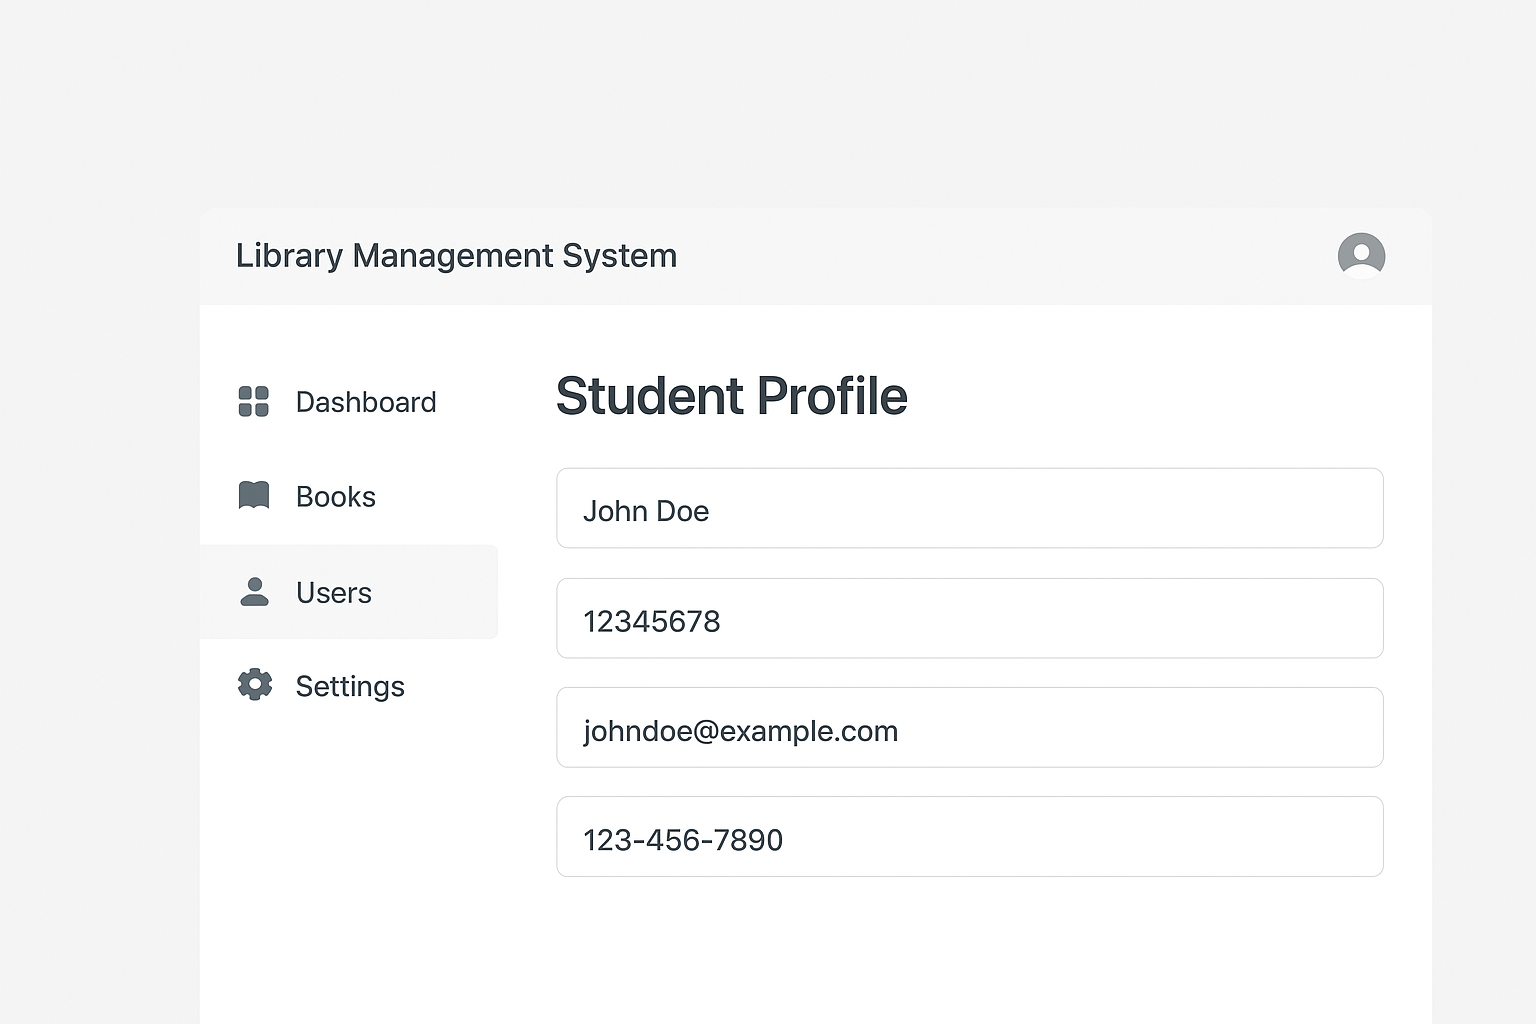 Library Management System
Dashboard
Books
Users
Settings
Student Profile
John Doe
12345678
johndoe@example.com
123-456-7890